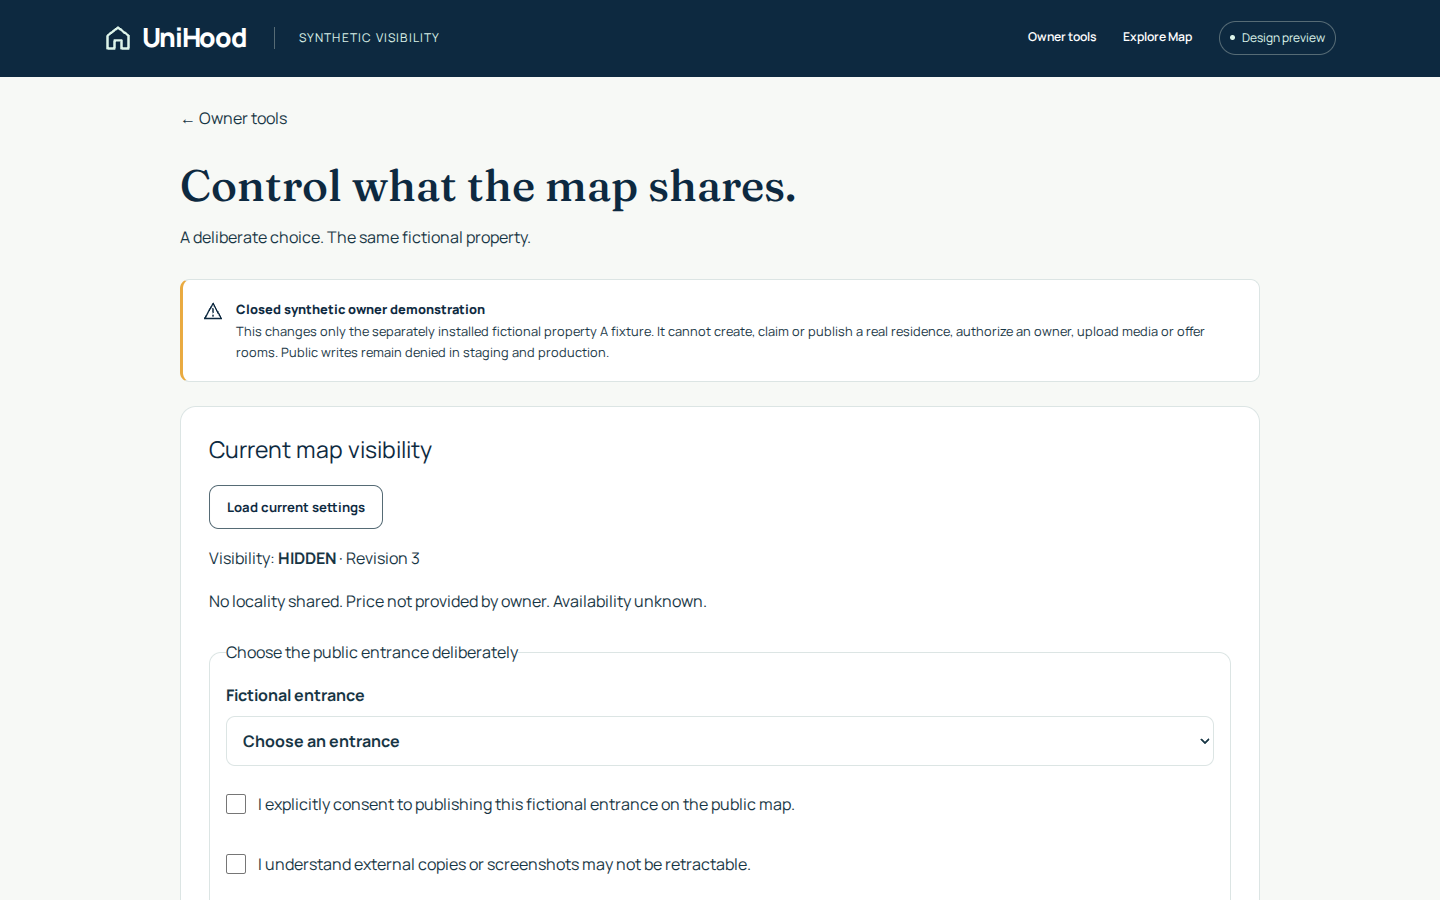 UniHood
SYNTHETIC VISIBILITY
Owner tools
Explore Map
Design preview
← Owner tools
Control what the map shares.
A deliberate choice. The same fictional property.
Closed synthetic owner demonstration
This changes only the separately installed fictional property A fixture. It cannot create, claim or publish a real residence, authorize an owner, upload media or offer
rooms. Public writes remain denied in staging and production.
Current map visibility
Load current settings
Visibility: HIDDEN · Revision 3
No locality shared. Price not provided by owner. Availability unknown.
Choose the public entrance deliberately
Fictional entrance
Choose an entrance
I explicitly consent to publishing this fictional entrance on the public map.
I understand external copies or screenshots may not be retractable.